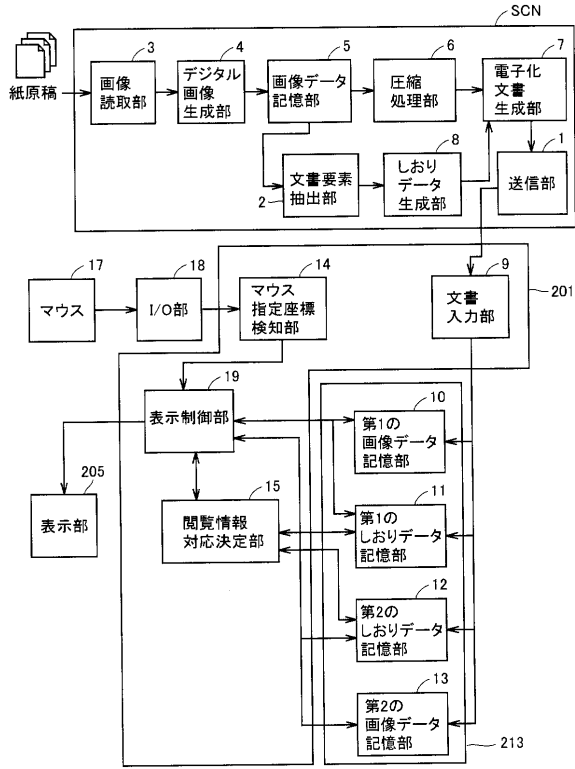 SCN
紙原稿
3
画像
読取部
4
デジタル
画像
生成部
5
画像データ
記憶部
6
圧縮
処理部
7
電子化
文書
生成部
2
文書要素
抽出部
8
しおり
データ
生成部
1
送信部
17
マウス
18
I/O部
14
マウス
指定座標
検知部
9
文書
入力部
201
19
表示制御部
10
第1の
画像データ
記憶部
205
表示部
15
閲覧情報
対応決定部
11
第1の
しおりデータ
記憶部
12
第2の
しおりデータ
記憶部
13
第2の
画像データ
記憶部
213